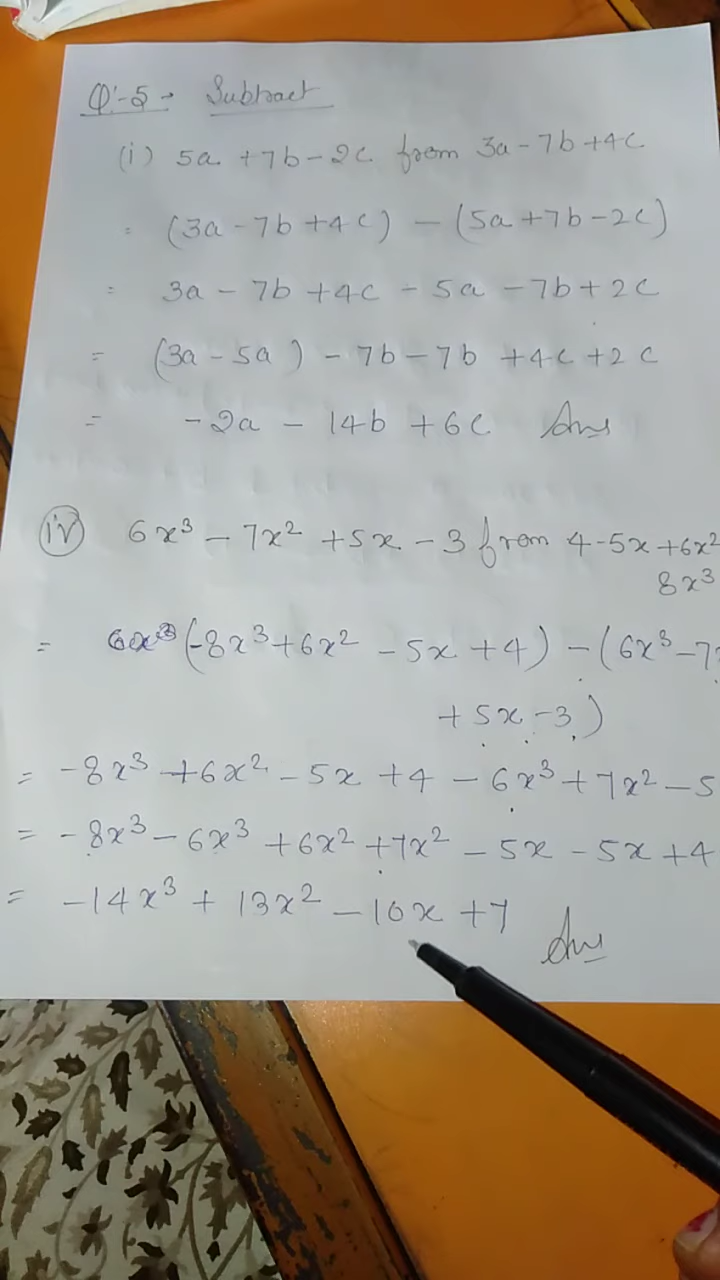 Q'-5- Subtract
(i) 5a + 7b - 2c from 3a - 7b + 4c
= (3a - 7b + 4c) - (5a + 7b - 2c)
= 3a - 7b + 4c - 5a - 7b + 2c
= (3a - 5a) - 7b - 7b + 4c + 2c
= -2a - 14b + 6c Ans
(iv) 6x³ - 7x² + 5x - 3 from 4 - 5x + 6x²
8x³
= 6x³ (-8x³ + 6x² - 5x + 4) - (6x³ - 7
+ 5x - 3)
= -8x³ + 6x² - 5x + 4 - 6x³ + 7x² - 5
= -8x³ - 6x³ + 6x² + 7x² - 5x - 5x + 4
= -14x³ + 13x² - 10x + 7 Ans